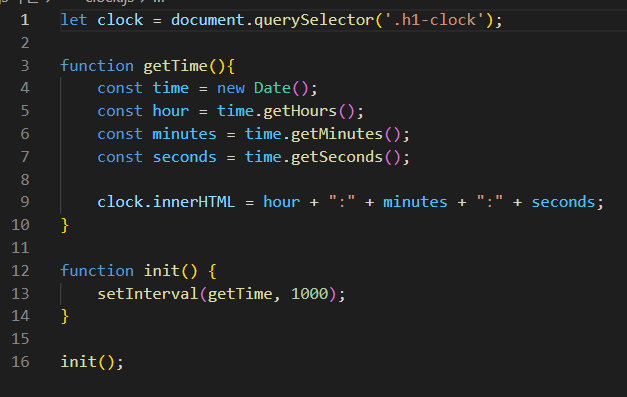 1 let clock = document.querySelector('.h1-clock');
2
3 function getTime(){
4     const time = new Date();
5     const hour = time.getHours();
6     const minutes = time.getMinutes();
7     const seconds = time.getSeconds();
8
9     clock.innerHTML = hour + ":" + minutes + ":" + seconds;
10 }
11
12 function init() {
13     setInterval(getTime, 1000);
14 }
15
16 init();